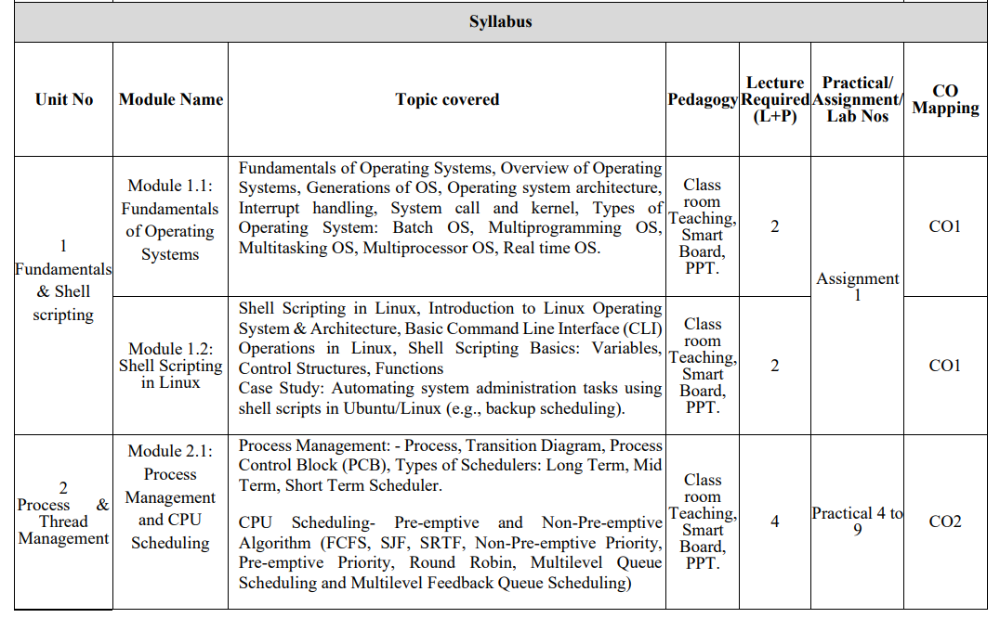 Syllabus
Unit No
Module Name
Topic covered
Pedagogy
Lecture
Required
(L+P)
Practical/
Assignment/
Lab Nos
CO
Mapping
1
Fundamentals
& Shell
scripting
Module 1.1:
Fundamentals
of Operating
Systems
Fundamentals of Operating Systems, Overview of Operating
Systems, Generations of OS, Operating system architecture,
Interrupt handling, System call and kernel, Types of
Operating System: Batch OS, Multiprogramming OS,
Multitasking OS, Multiprocessor OS, Real time OS.
Class
room
Teaching,
Smart
Board,
PPT.
2
Assignment
1
CO1
Module 1.2:
Shell Scripting
in Linux
Shell Scripting in Linux, Introduction to Linux Operating
System & Architecture, Basic Command Line Interface (CLI)
Operations in Linux, Shell Scripting Basics: Variables,
Control Structures, Functions
Case Study: Automating system administration tasks using
shell scripts in Ubuntu/Linux (e.g., backup scheduling).
Class
room
Teaching,
Smart
Board,
PPT.
2
CO1
2
Process &
Thread
Management
Module 2.1:
Process
Management
and CPU
Scheduling
Process Management: - Process, Transition Diagram, Process
Control Block (PCB), Types of Schedulers: Long Term, Mid
Term, Short Term Scheduler.
CPU Scheduling- Pre-emptive and Non-Pre-emptive
Algorithm (FCFS, SJF, SRTF, Non-Pre-emptive Priority,
Pre-emptive Priority, Round Robin, Multilevel Queue
Scheduling and Multilevel Feedback Queue Scheduling)
Class
room
Teaching,
Smart
Board,
PPT.
4
Practical 4 to
9
CO2